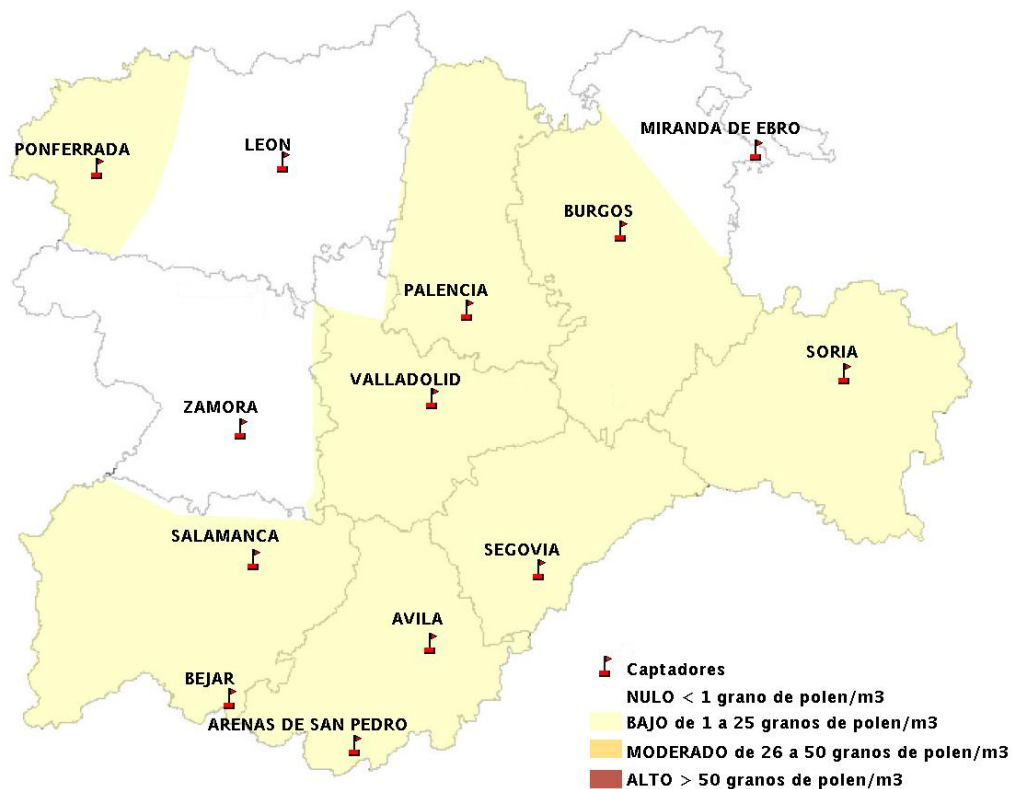 MIRANDA DE EBRO
PONFERRADA
LEON
BURGOS
PALENCIA
SORIA
VALLADOLID
ZAMORA
SALAMANCA
SEGOVIA
AVILA
BEJAR
ARENAS DE SAN PEDRO
Captadores
NULO < 1 grano de polen/m3
BAJO de 1 a 25 granos de polen/m3
MODERADO de 26 a 50 granos de polen/m3
ALTO > 50 granos de polen/m3